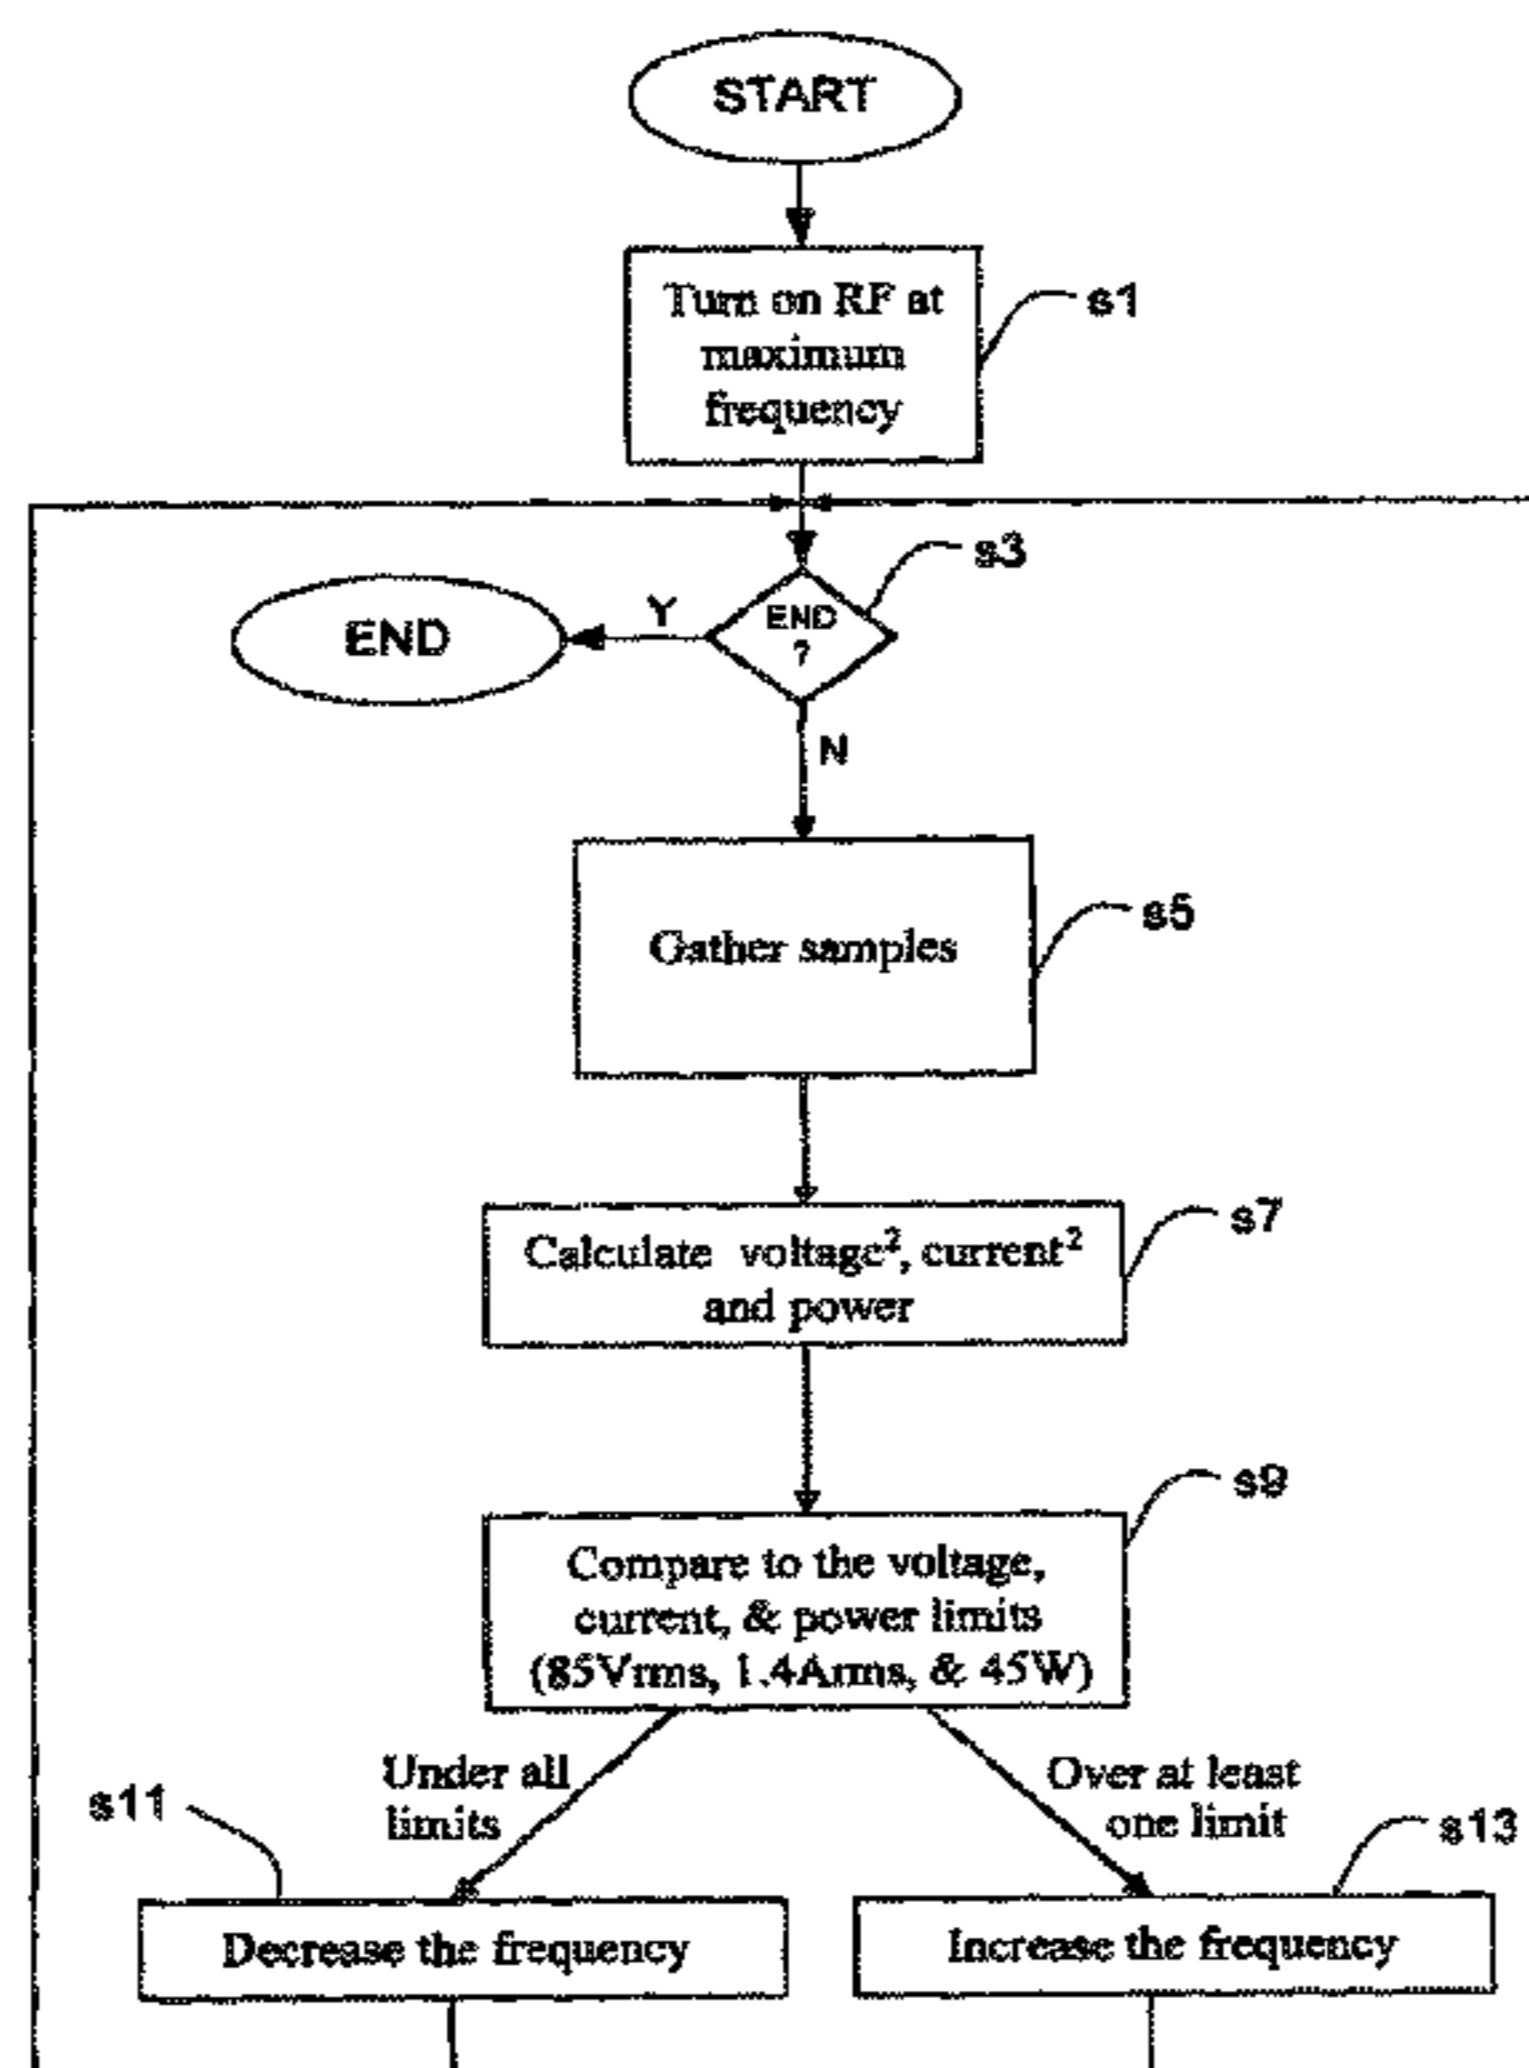 START
Turn on RF at
maximum
frequency
s1
s3
END
?
Y
END
N
Gather samples
s5
Calculate voltage², current²
and power
s7
Compare to the voltage,
current, & power limits
(85Vrms, 1.4Arms, & 45W)
s9
Under all
limits
Over at least
one limit
s11
s13
Decrease the frequency
Increase the frequency